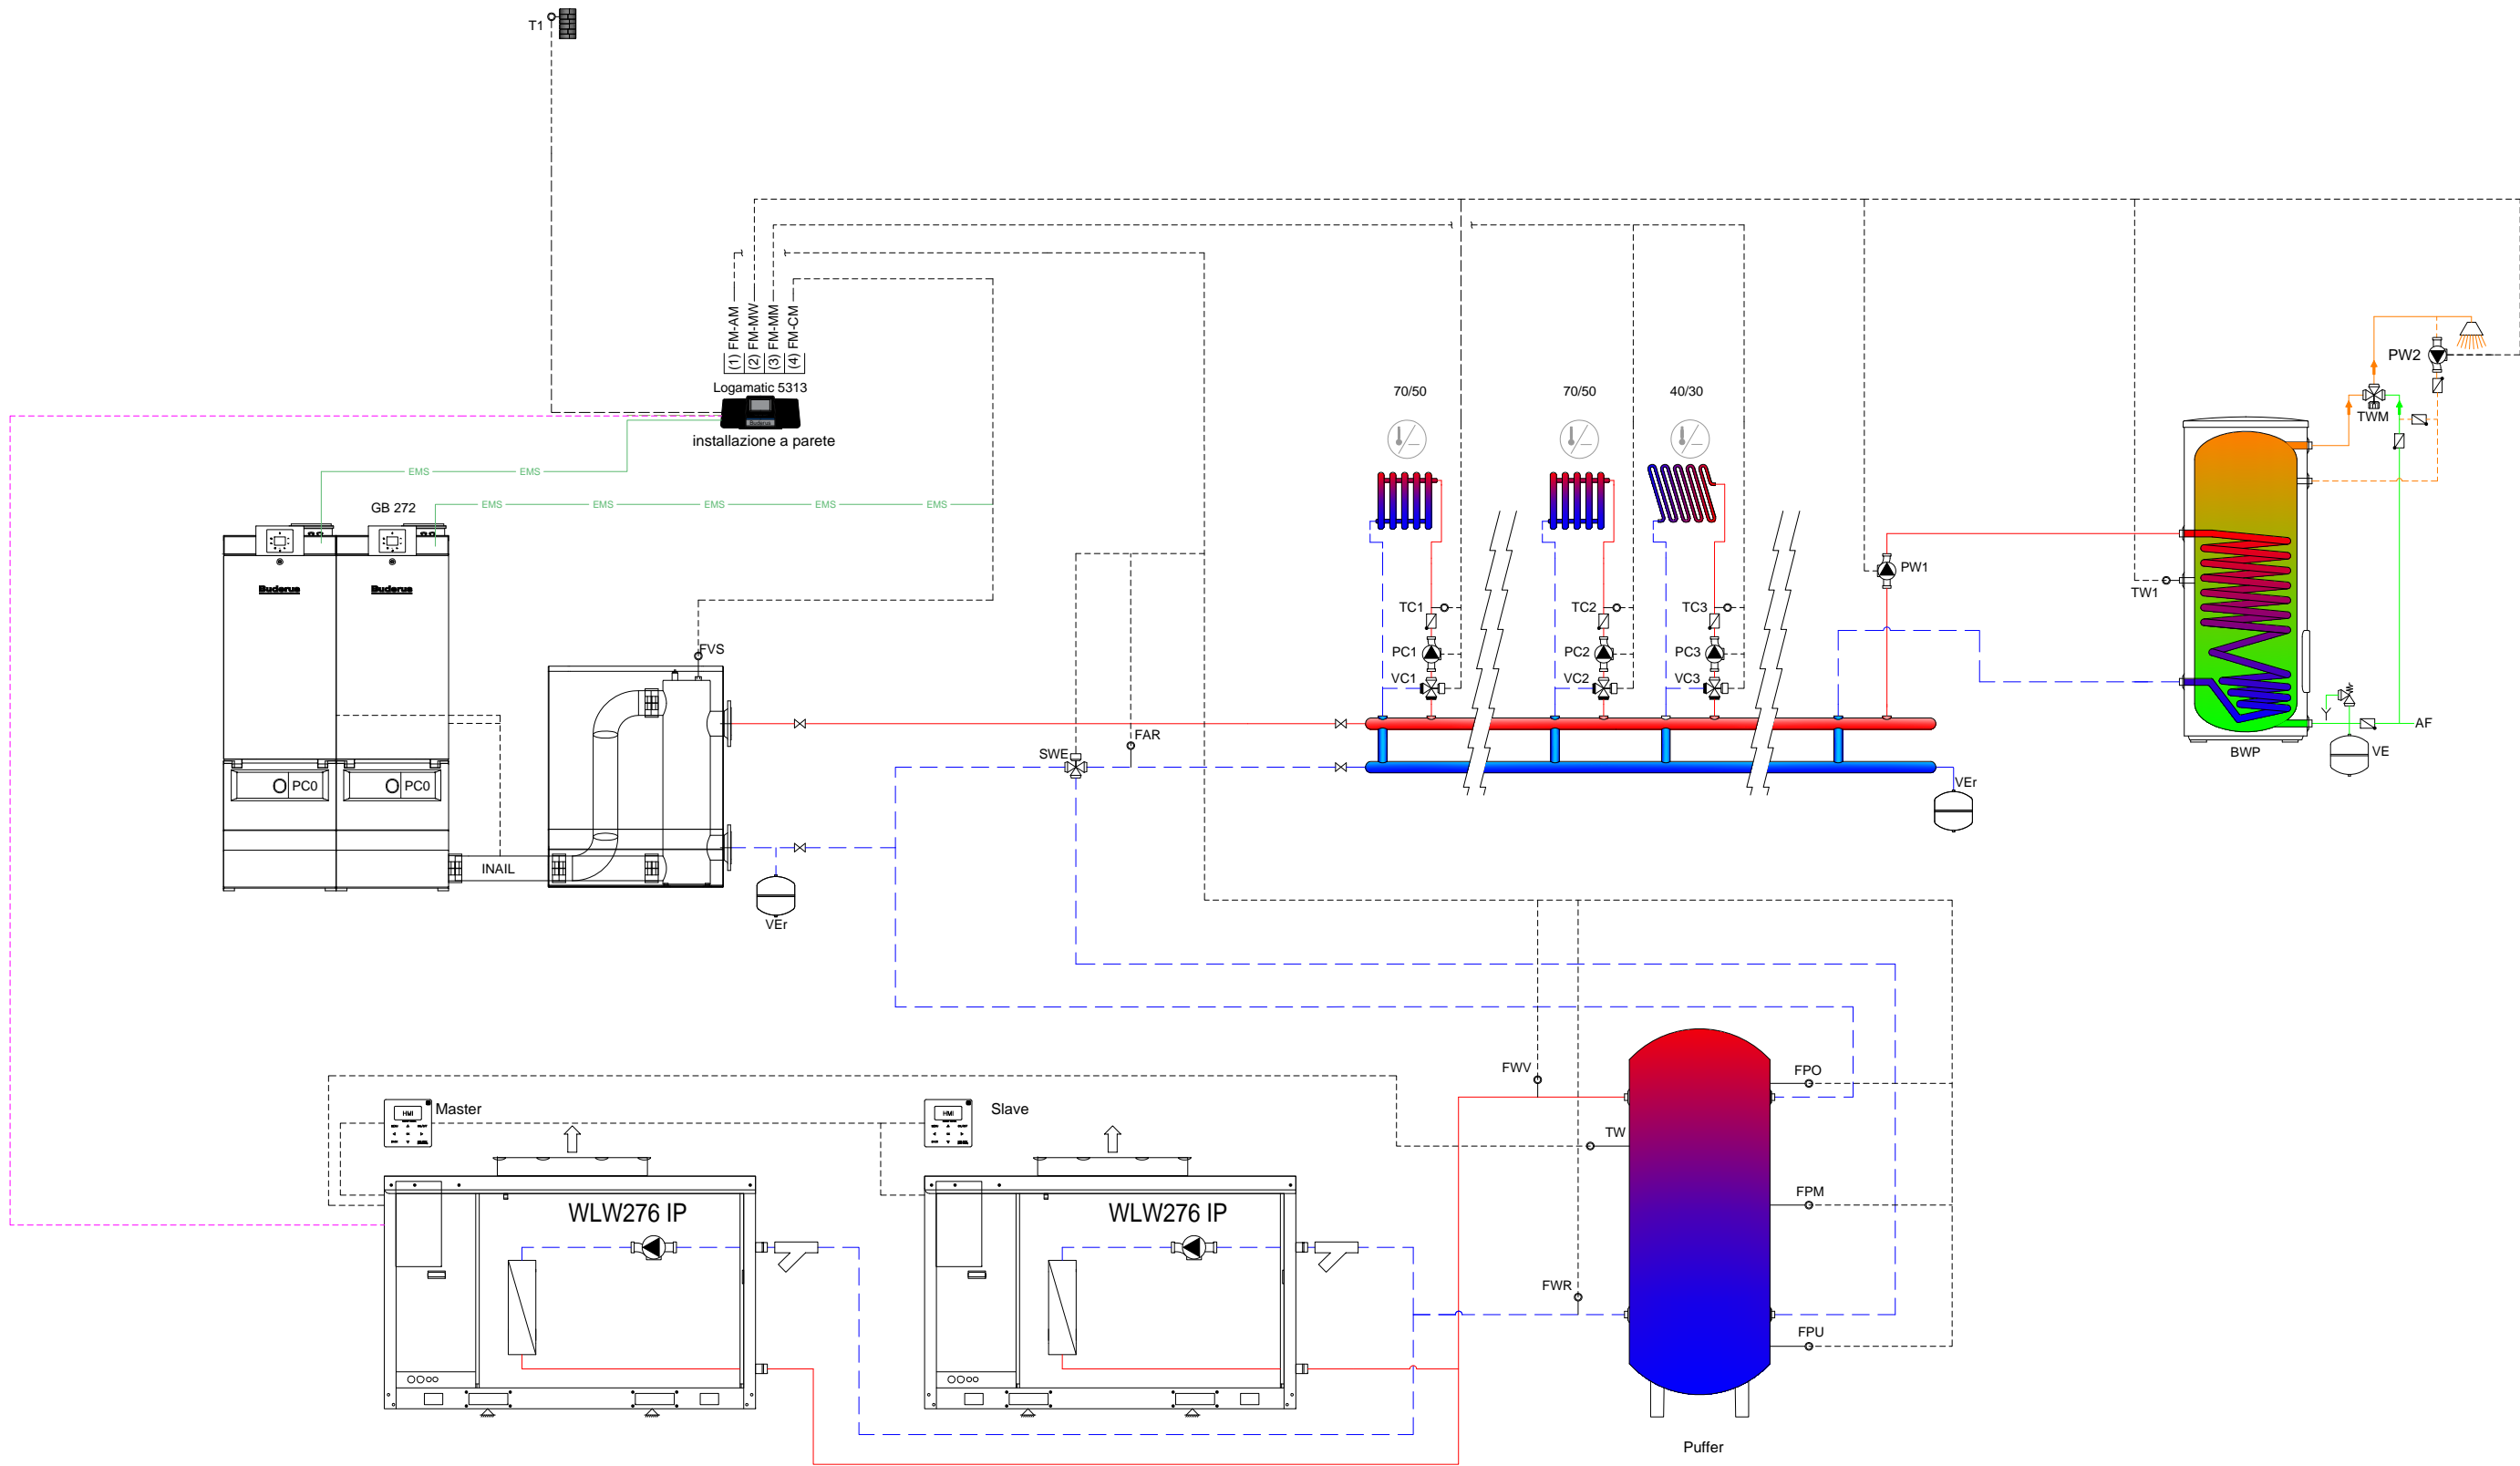 T1
(1) FM-AM
(2) FM-MW
(3) FM-MM
(4) FM-CM
Logamatic 5313
Buderus
installazione a parete
EMS EMS
GB 272
EMS EMS EMS EMS EMS
Buderus Buderus
PC0 PC0
INAIL
FVS
VEr
SWE
FAR
70/50 70/50 40/30
TC1 TC2 TC3
PC1 PC2 PC3
VC1 VC2 VC3
VEr
PW1
TW1
PW2
TWM
AF
VE
BWP
HMI
Master
HMI
Slave
WLW276 IP
WLW276 IP
FWV
TW
FWR
FPO
FPM
FPU
Puffer